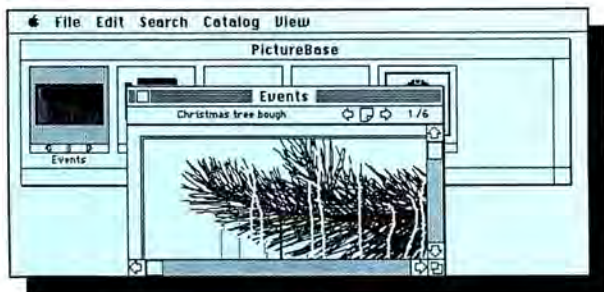 File Edit Search Catalog View
PictureBase
Events
Christmas tree bough 1/6
Events